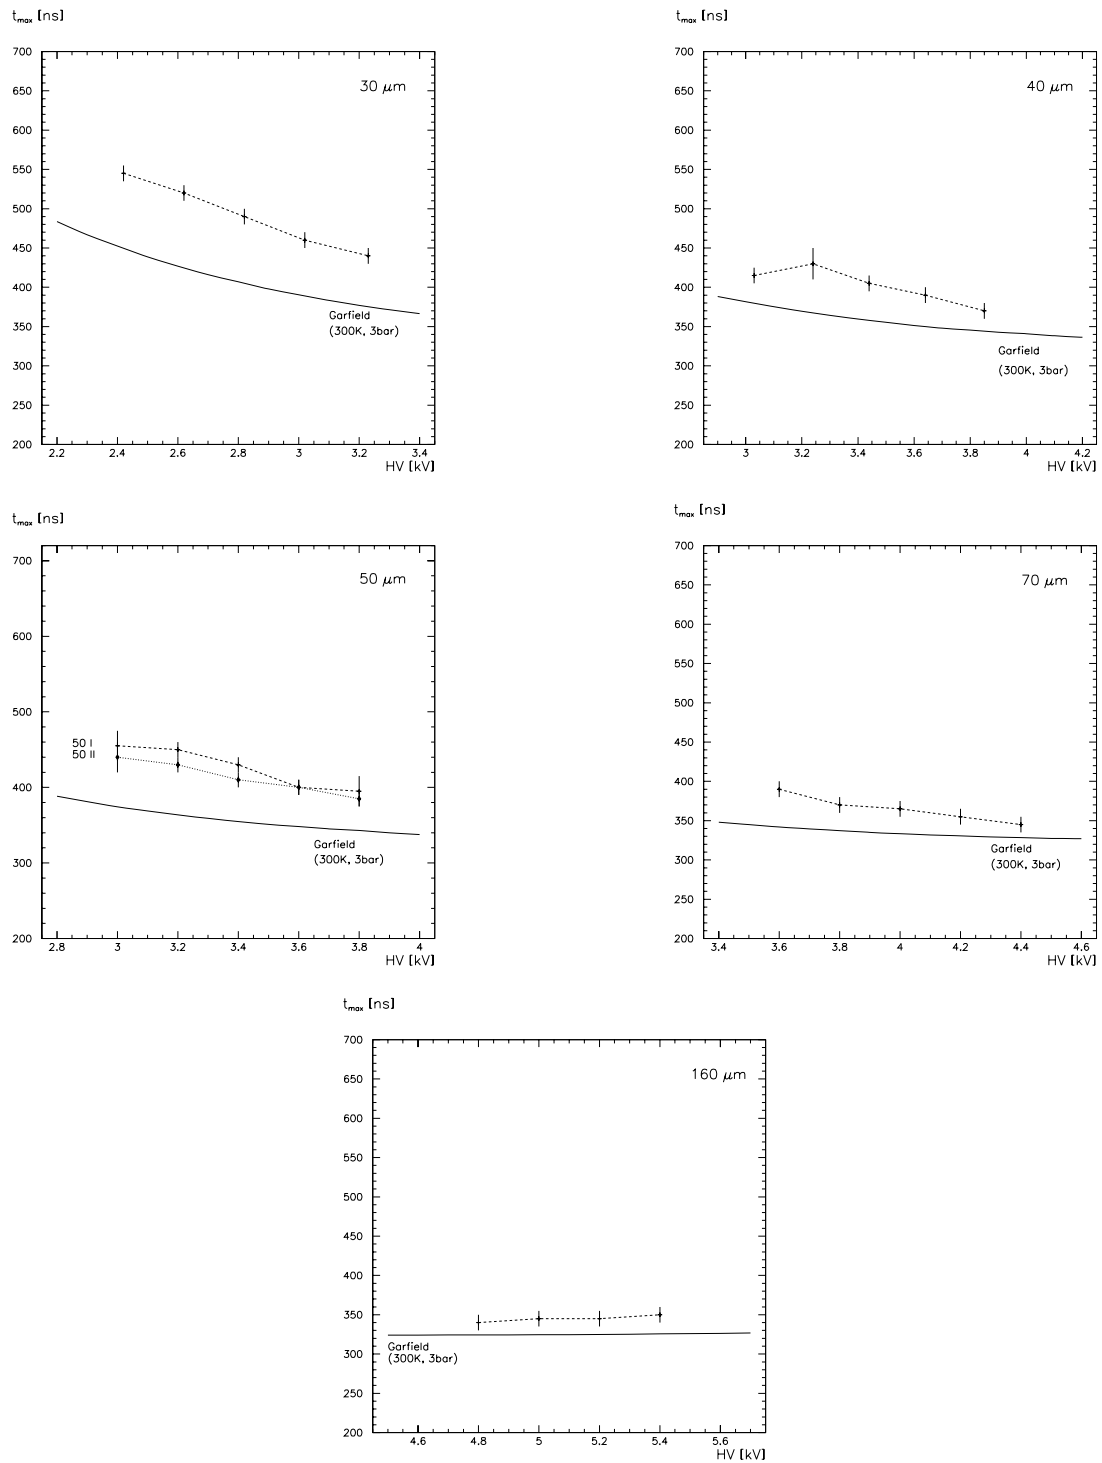 t_max [ns]
30 μm
700
650
600
550
500
450
400
350
300
250
200
Garfield
(300K, 3bar)
2.2 2.4 2.6 2.8 3 3.2 3.4
HV [kV]
t_max [ns]
40 μm
700
650
600
550
500
450
400
350
300
250
200
Garfield
(300K, 3bar)
3 3.2 3.4 3.6 3.8 4 4.2
HV [kV]
t_max [ns]
50 μm
700
600
500
50 I
50 II
400
Garfield
(300K, 3bar)
300
200
2.8 3 3.2 3.4 3.6 3.8 4
HV [kV]
t_max [ns]
70 μm
700
650
600
550
500
450
400
350
300
250
200
Garfield
(300K, 3bar)
3.4 3.6 3.8 4 4.2 4.4 4.6
HV [kV]
t_max [ns]
160 μm
700
650
600
550
500
450
400
350
300
250
200
Garfield
(300K, 3bar)
4.6 4.8 5 5.2 5.4 5.6
HV [kV]